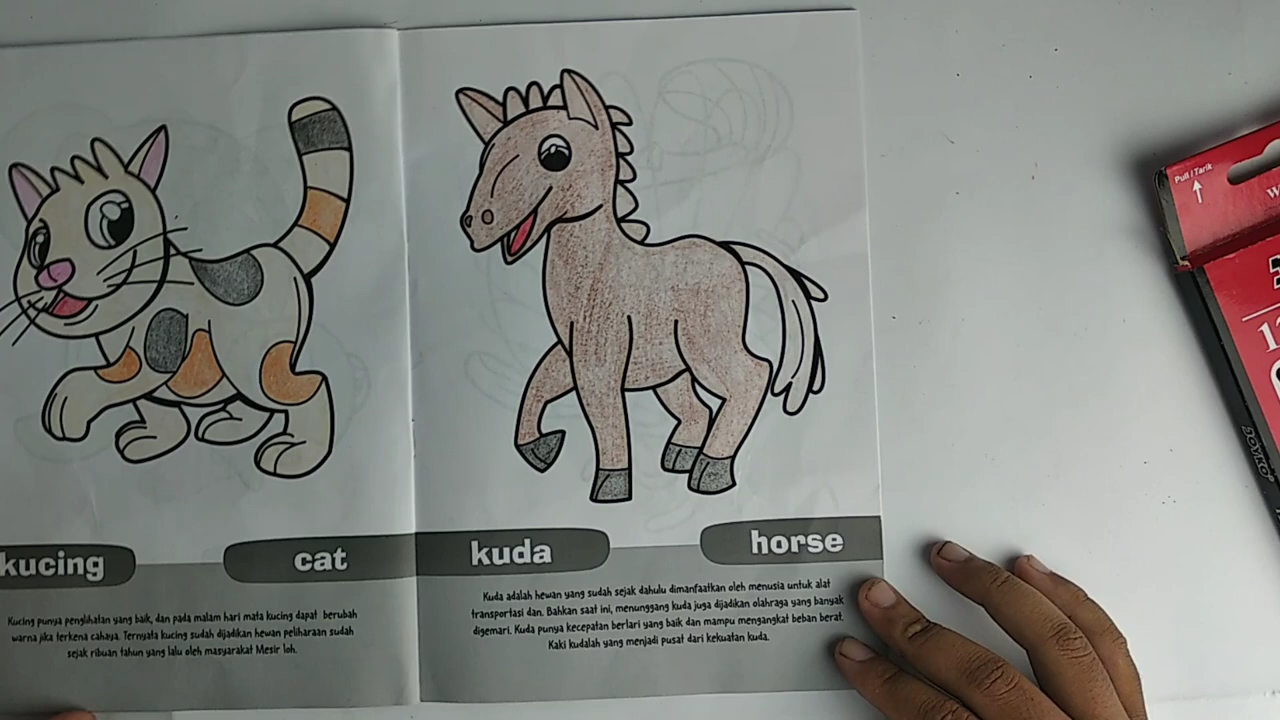 kucing
cat
Kucing punya penglihatan yang baik, dan pada malam hari mata kucing dapat berubah
warna jika terkena cahaya. Ternyata kucing sudah dijadikan hewan peliharaan sudah
sejak ribuan tahun yang lalu oleh masyarakat Mesir loh.
kuda
horse
Kuda adalah hewan yang sudah sejak dahulu dimanfaatkan oleh menusia untuk alat
transportasi dan. Bahkan saat ini, menunggang kuda juga dijadikan olahraga yang banyak
digemari. Kuda punya kecepatan berlari yang baik dan mampu mengangkat beban berat.
Kaki kudalah yang menjadi pusat dari kekuatan kuda.
Pull / Tarik
JOYKO